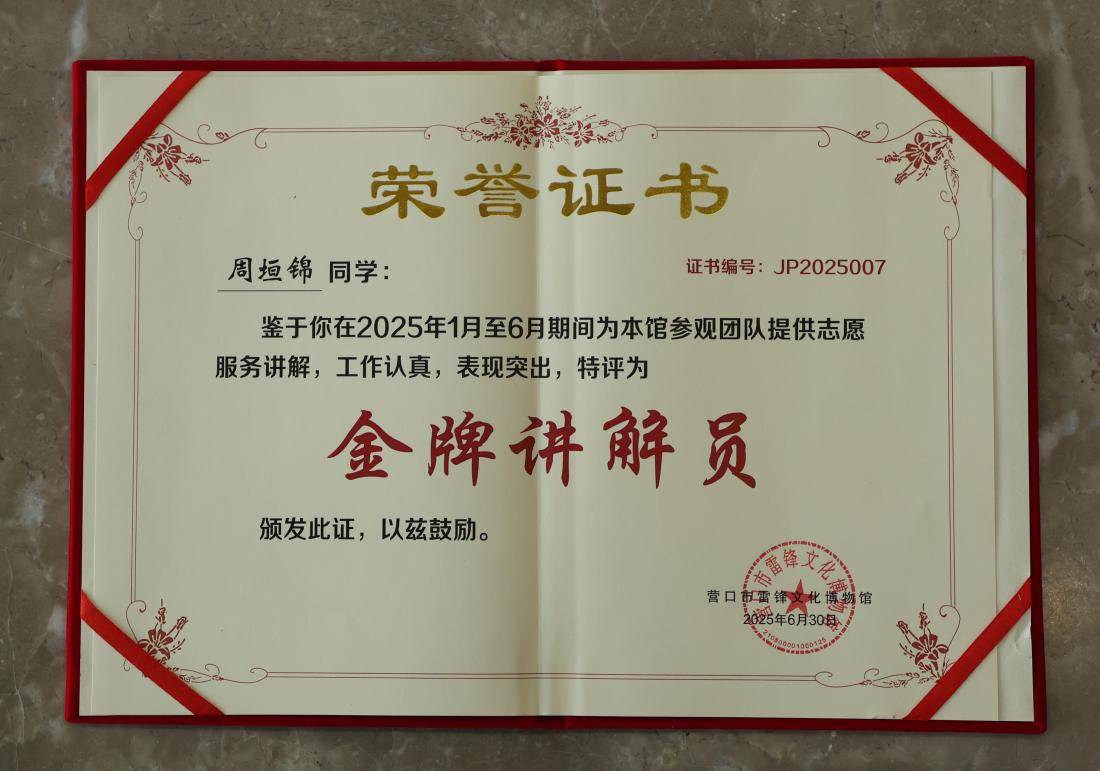 荣誉证书
周垣锦 同学：
证书编号：JP2025007
鉴于你在2025年1月至6月期间为本馆参观团队提供志愿
服务讲解，工作认真，表现突出，特评为
金牌讲解员
颁发此证，以兹鼓励。
营口市雷锋文化博物馆
2025年6月30日
营口市雷锋文化博物馆
210800001000125